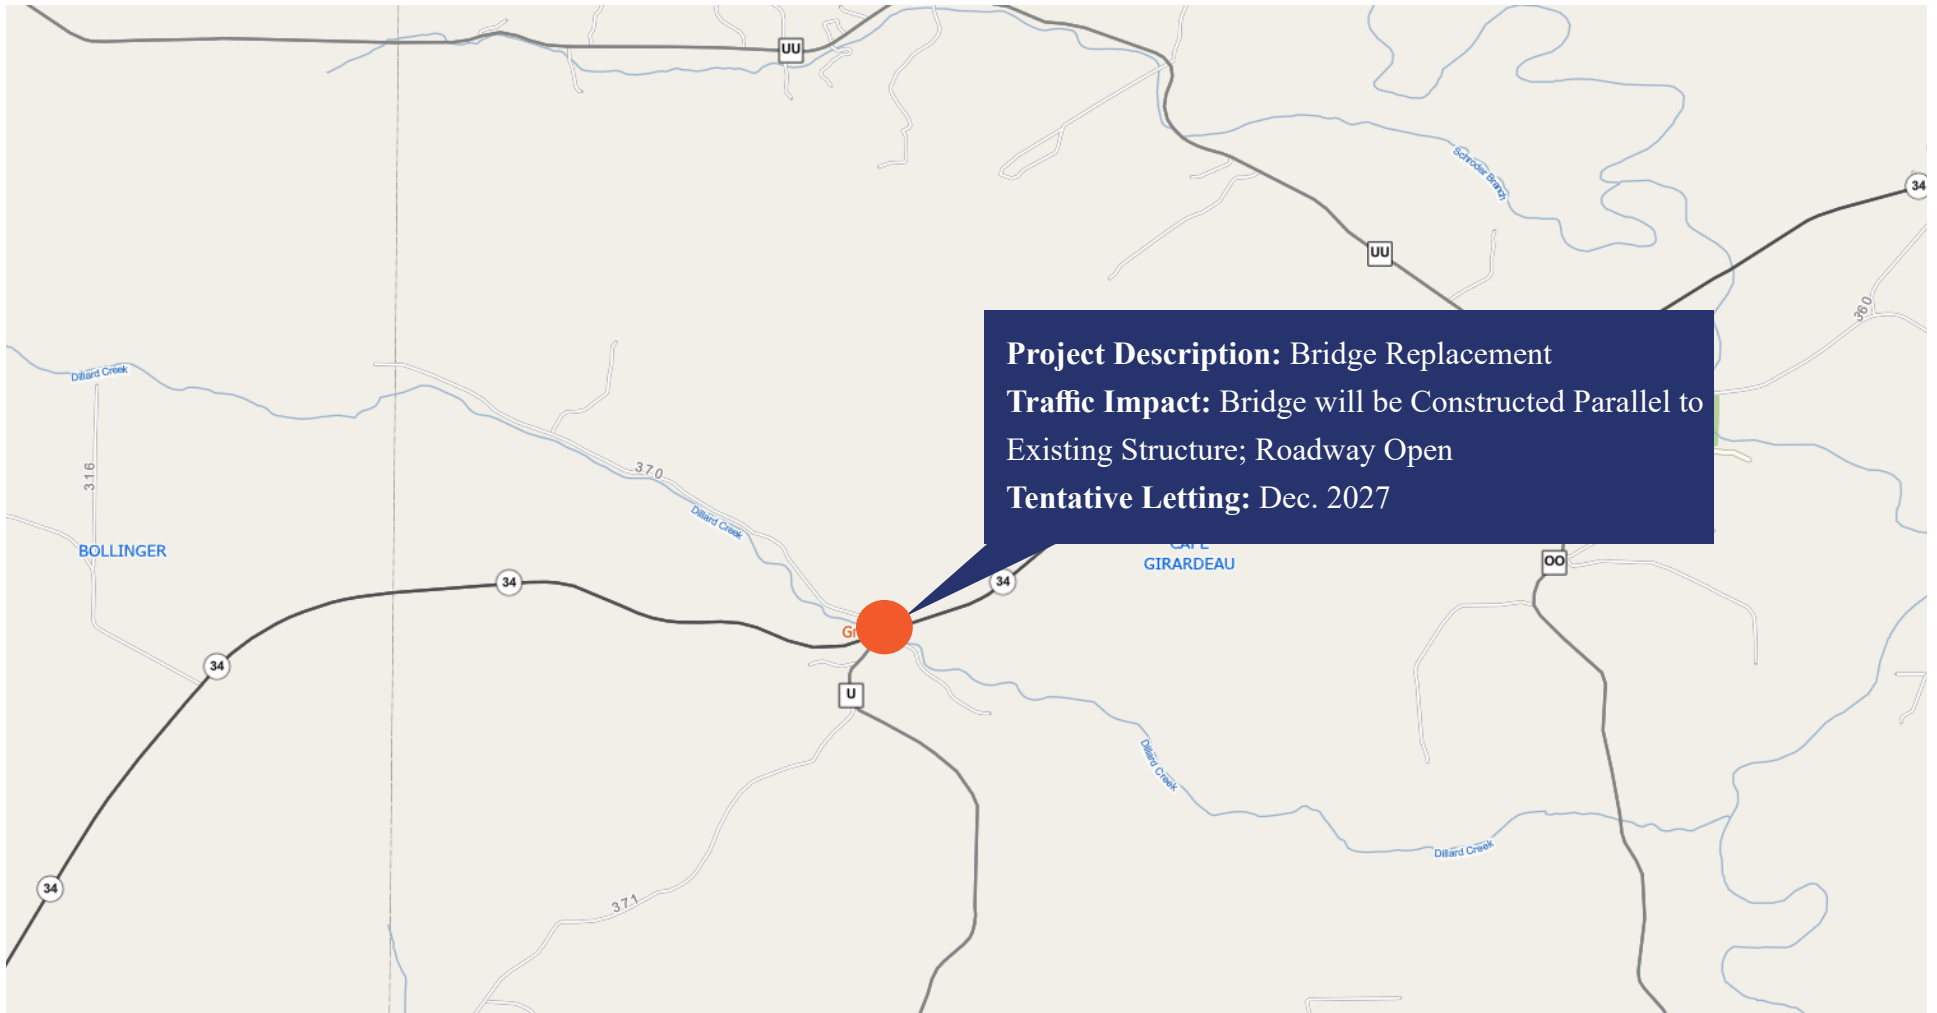 UU
Schroder Branch
34
UU
360
Project Description: Bridge Replacement
Traffic Impact: Bridge will be Constructed Parallel to
Existing Structure; Roadway Open
Tentative Letting: Dec. 2027
Dillard Creek
316
370
Dillard Creek
BOLLINGER
CAPE
GIRARDEAU
OO
34
34
34
U
Dillard Creek
Dillard Creek
34
371